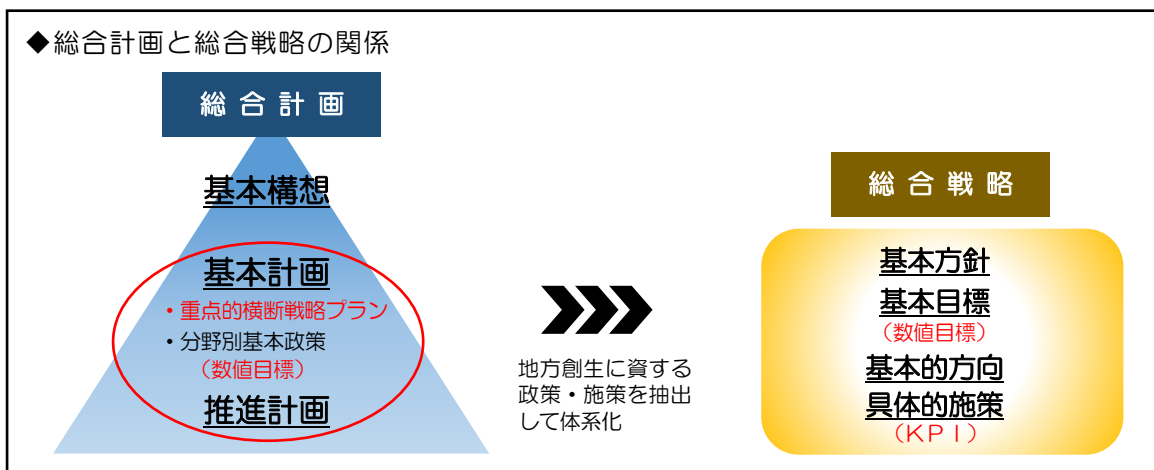 ◆総合計画と総合戦略の関係
総合計画
基本構想
基本計画
・重点的横断戦略プラン
・分野別基本政策
（数値目標）
推進計画
地方創生に資する
政策・施策を抽出
して体系化
総合戦略
基本方針
基本目標
（数値目標）
基本的方向
具体的施策
（ＫＰＩ）